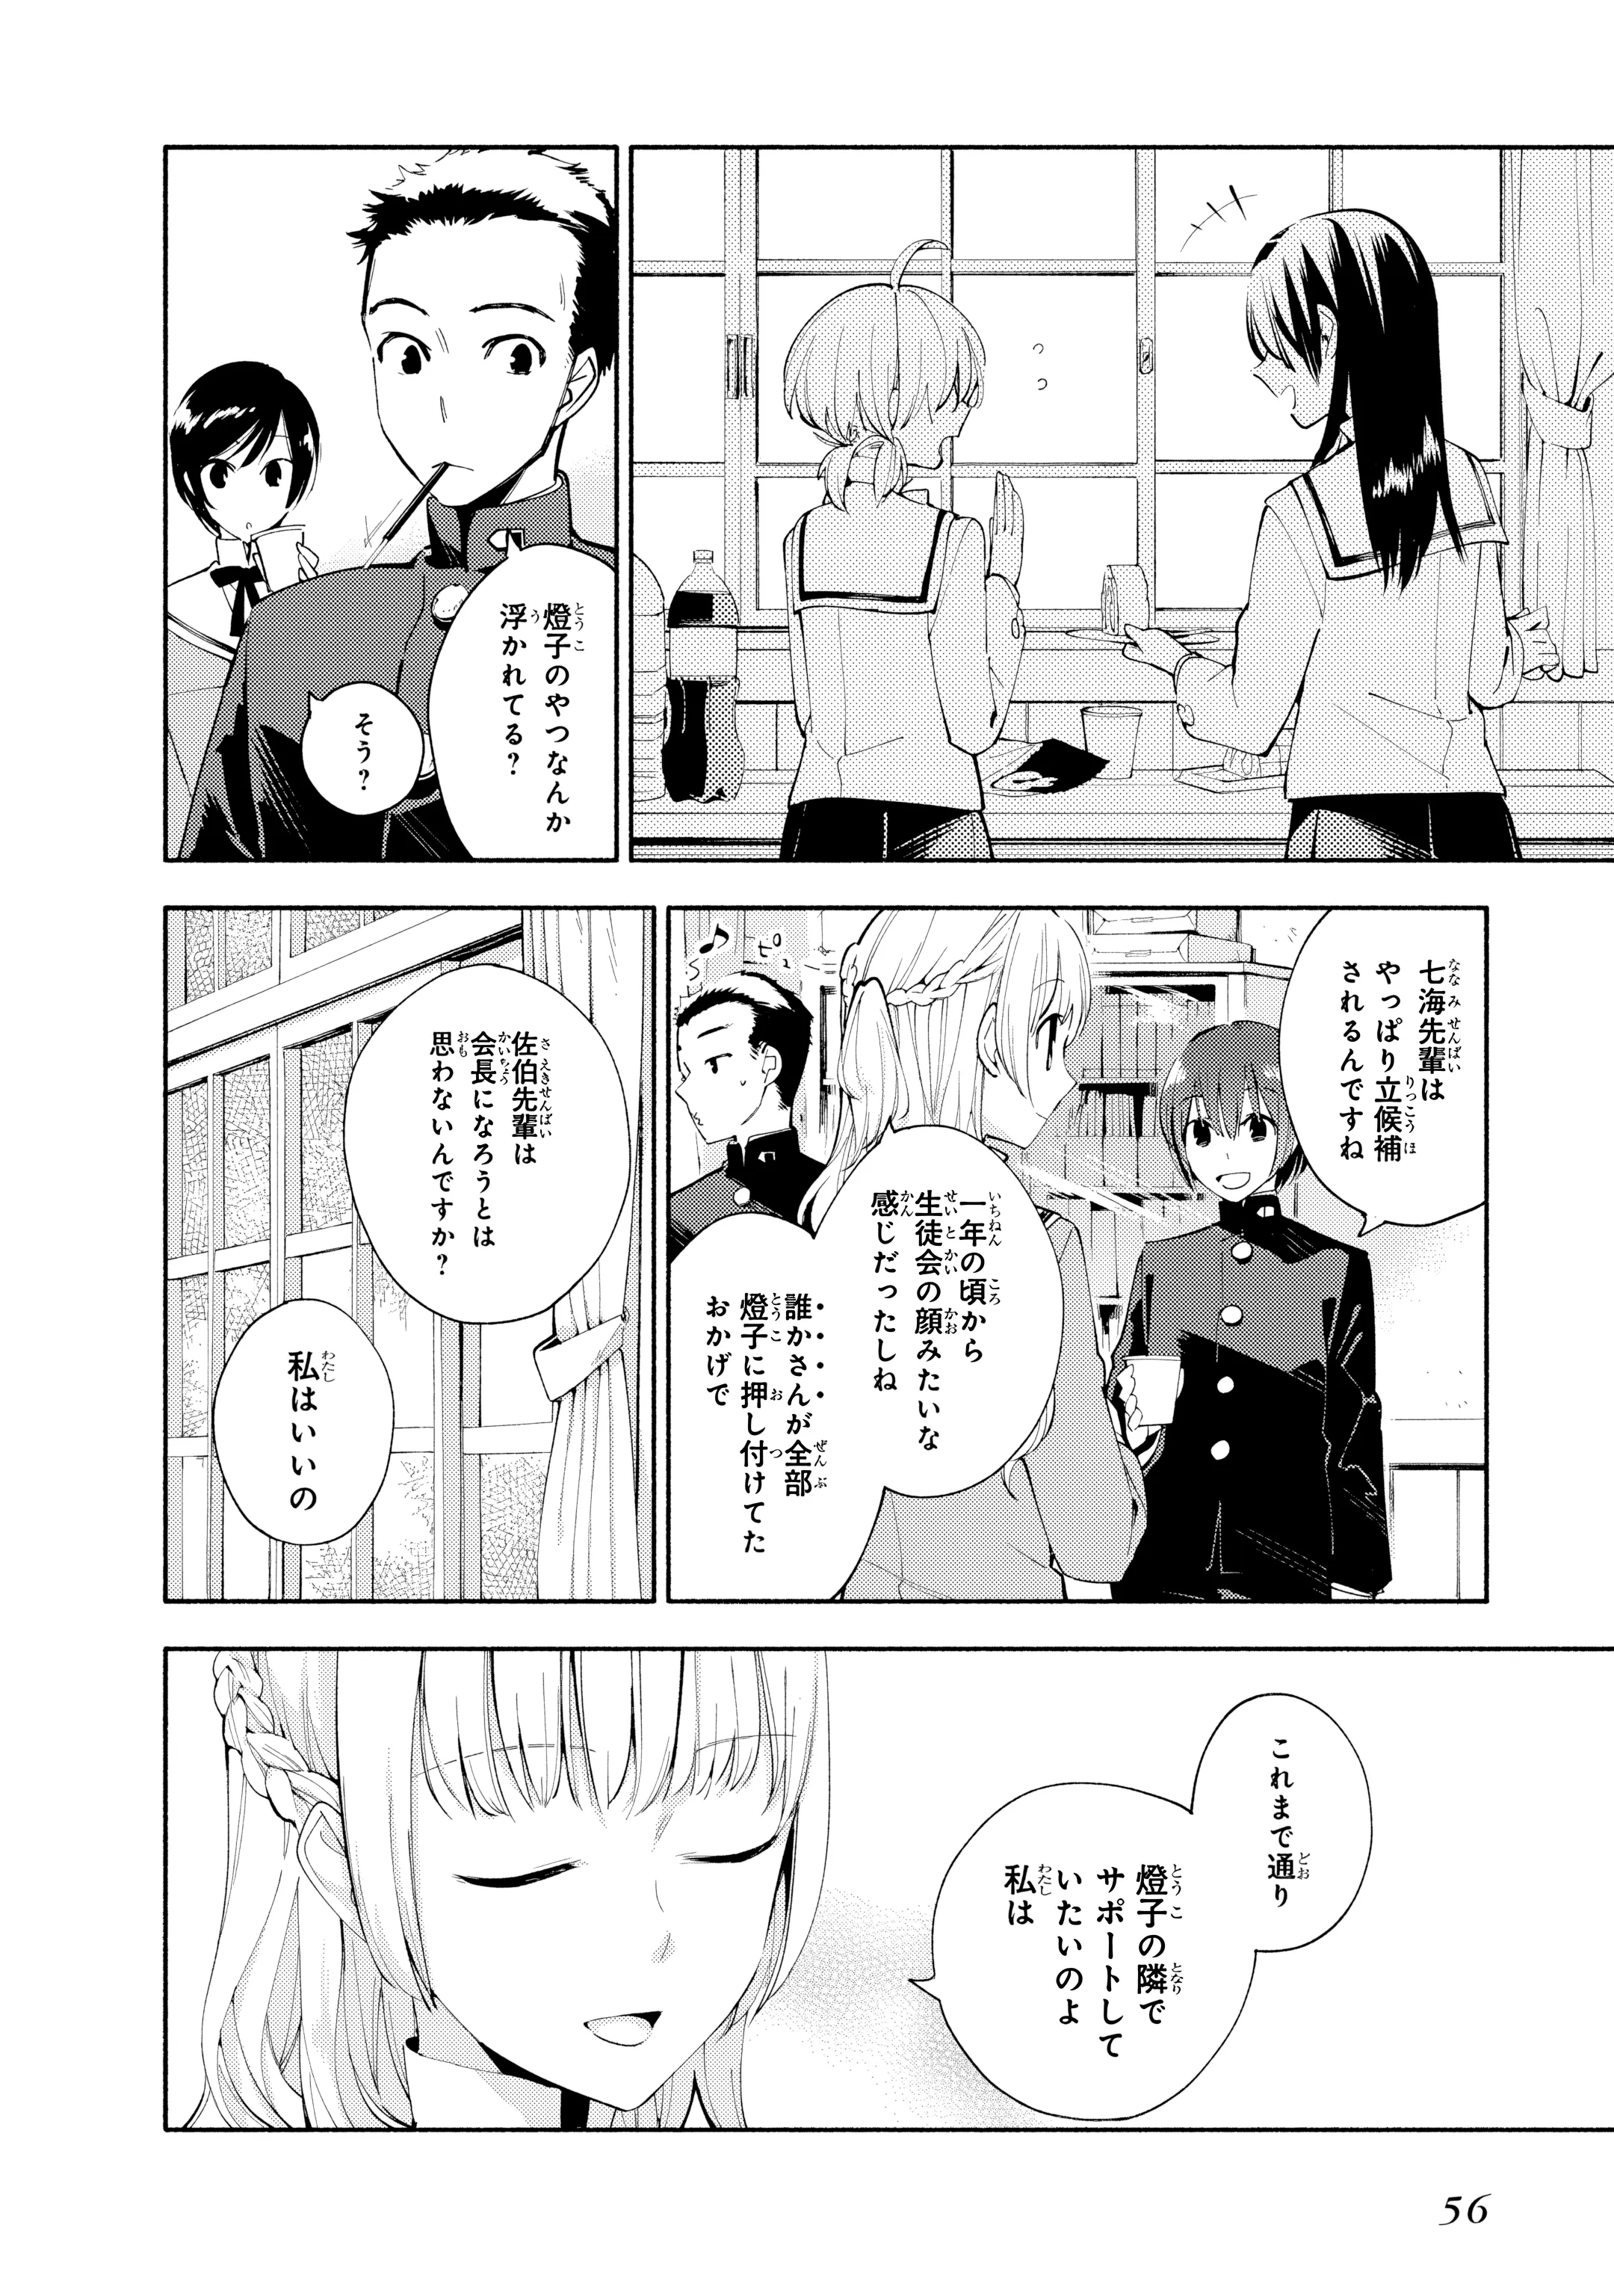 燈子のやつなんか
浮かれてる?
そう?
七海先輩は
やっぱり立候補
されるんですね
一年の頃から
生徒会の顔みたいな
感じだったしね
誰かさんが全部
燈子に押し付けてた
おかげで
ピュ〜♪
佐伯先輩は
会長になろうとは
思わないんですか?
私はいいの
これまで通り
燈子の隣で
サポートして
いたいのよ
私は
56